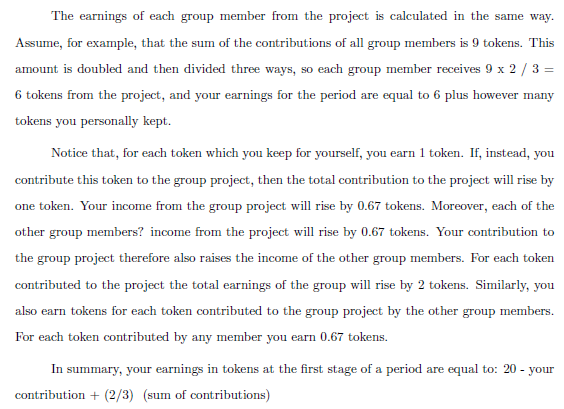 The earnings of each group member from the project is calculated in the same way.
Assume, for example, that the sum of the contributions of all group members is 9 tokens. This
amount is doubled and then divided three ways, so each group member receives 9 x 2 / 3 =
6 tokens from the project, and your earnings for the period are equal to 6 plus however many
tokens you personally kept.
Notice that, for each token which you keep for yourself, you earn 1 token. If, instead, you
contribute this token to the group project, then the total contribution to the project will rise by
one token. Your income from the group project will rise by 0.67 tokens. Moreover, each of the
other group members? income from the project will rise by 0.67 tokens. Your contribution to
the group project therefore also raises the income of the other group members. For each token
contributed to the project the total earnings of the group will rise by 2 tokens. Similarly, you
also earn tokens for each token contributed to the group project by the other group members.
For each token contributed by any member you earn 0.67 tokens.
In summary, your earnings in tokens at the first stage of a period are equal to: 20 - your
contribution + (2/3) (sum of contributions)